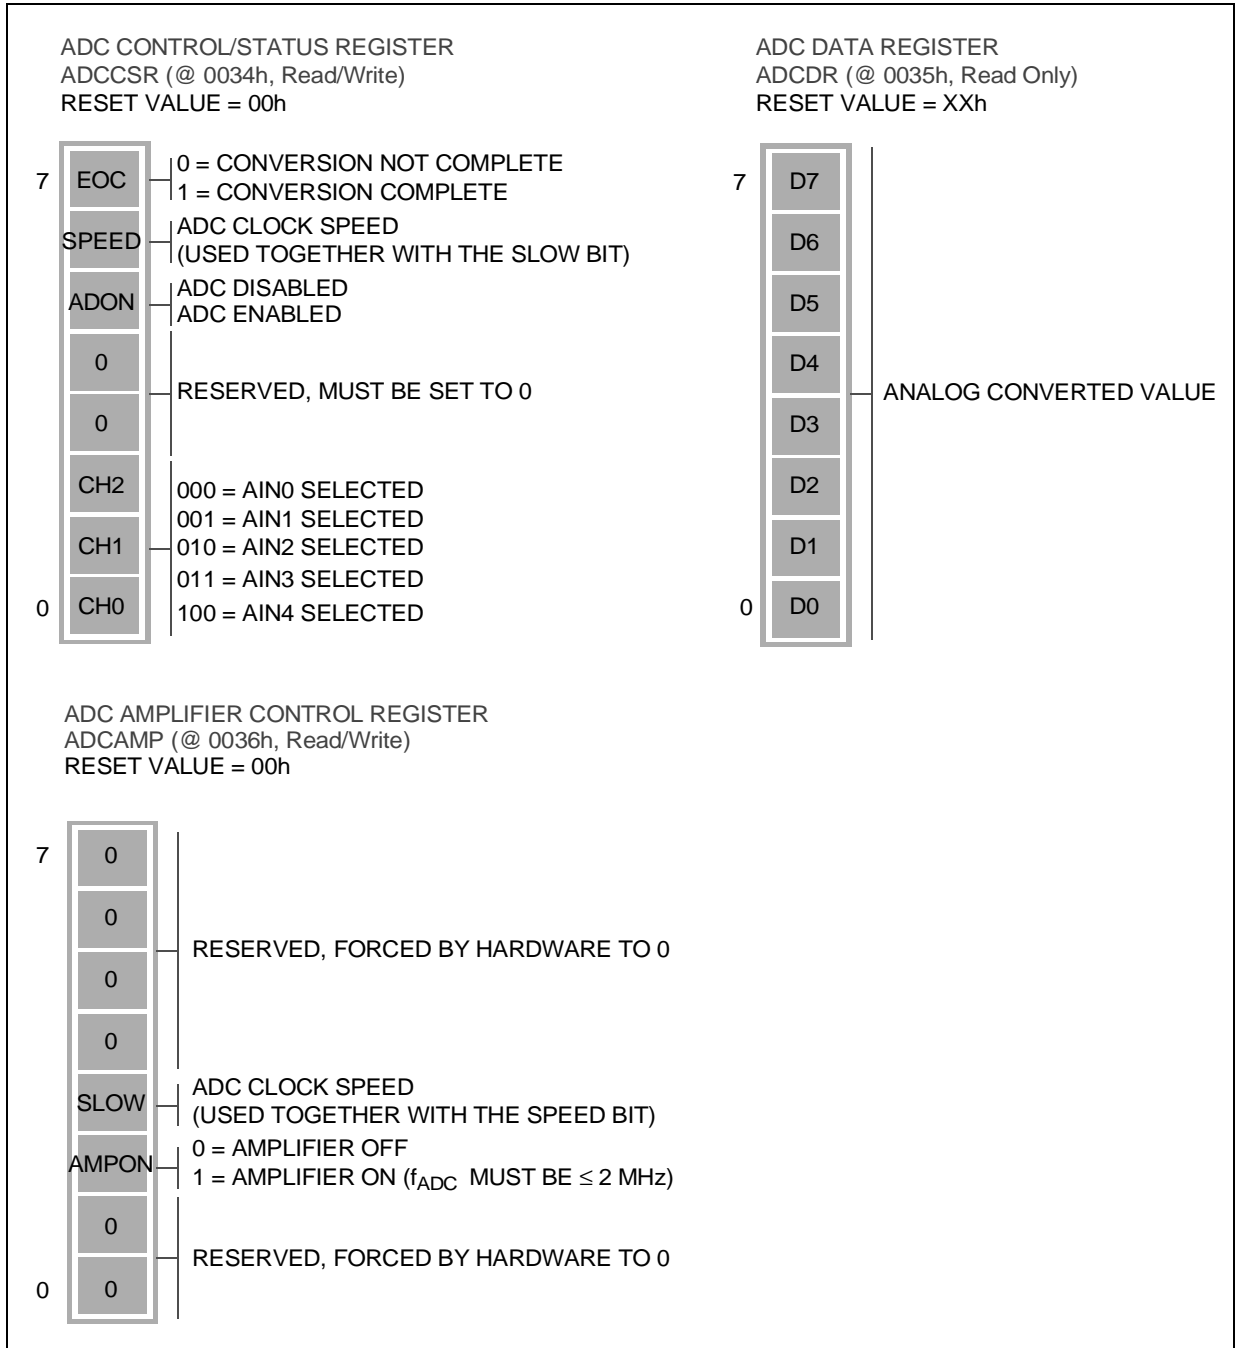 ADC CONTROL/STATUS REGISTER
ADCCSR (@ 0034h, Read/Write)
RESET VALUE = 00h
7
EOC
0 = CONVERSION NOT COMPLETE
1 = CONVERSION COMPLETE
SPEED
ADC CLOCK SPEED
(USED TOGETHER WITH THE SLOW BIT)
ADON
ADC DISABLED
ADC ENABLED
0
0
RESERVED, MUST BE SET TO 0
CH2
CH1
0
CH0
000 = AIN0 SELECTED
001 = AIN1 SELECTED
010 = AIN2 SELECTED
011 = AIN3 SELECTED
100 = AIN4 SELECTED
ADC DATA REGISTER
ADCDR (@ 0035h, Read Only)
RESET VALUE = XXh
7
D7
D6
D5
D4
D3
D2
D1
0
D0
ANALOG CONVERTED VALUE
ADC AMPLIFIER CONTROL REGISTER
ADCAMP (@ 0036h, Read/Write)
RESET VALUE = 00h
7
0
0
0
0
RESERVED, FORCED BY HARDWARE TO 0
SLOW
ADC CLOCK SPEED
(USED TOGETHER WITH THE SPEED BIT)
AMPON
0 = AMPLIFIER OFF
1 = AMPLIFIER ON (fADC MUST BE ≤ 2 MHz)
0
0
0
RESERVED, FORCED BY HARDWARE TO 0